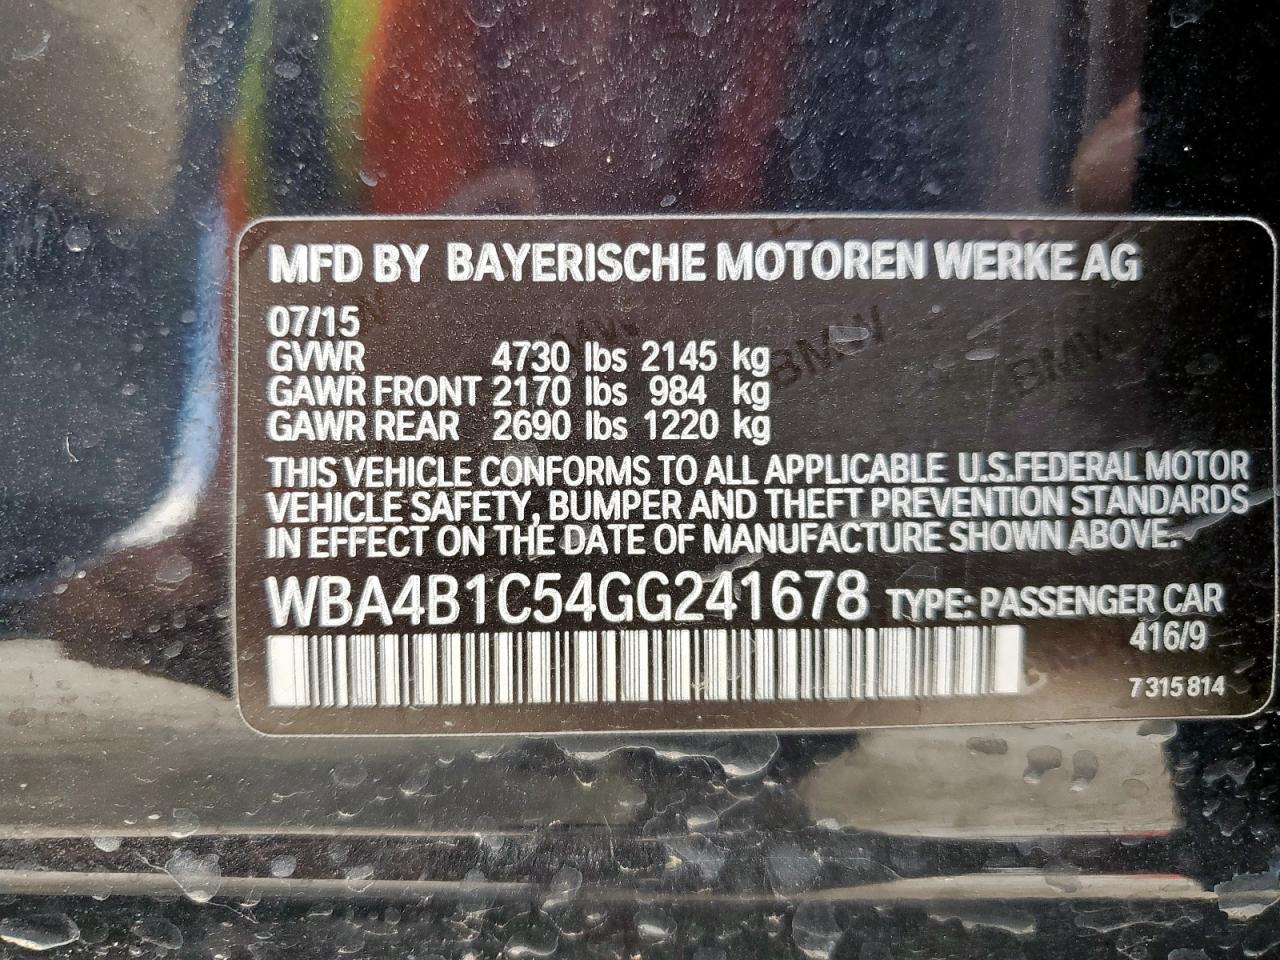 MFD BY BAYERISCHE MOTOREN WERKE AG
07/15
GVWR 4730 lbs 2145 kg
GAWR FRONT 2170 lbs 984 kg
GAWR REAR 2690 lbs 1220 kg
THIS VEHICLE CONFORMS TO ALL APPLICABLE U.S.FEDERAL MOTOR
VEHICLE SAFETY, BUMPER AND THEFT PREVENTION STANDARDS
IN EFFECT ON THE DATE OF MANUFACTURE SHOWN ABOVE.
WBA4B1C54GG241678 TYPE: PASSENGER CAR
416/9
7 315 814
BMW
BMW
BMW